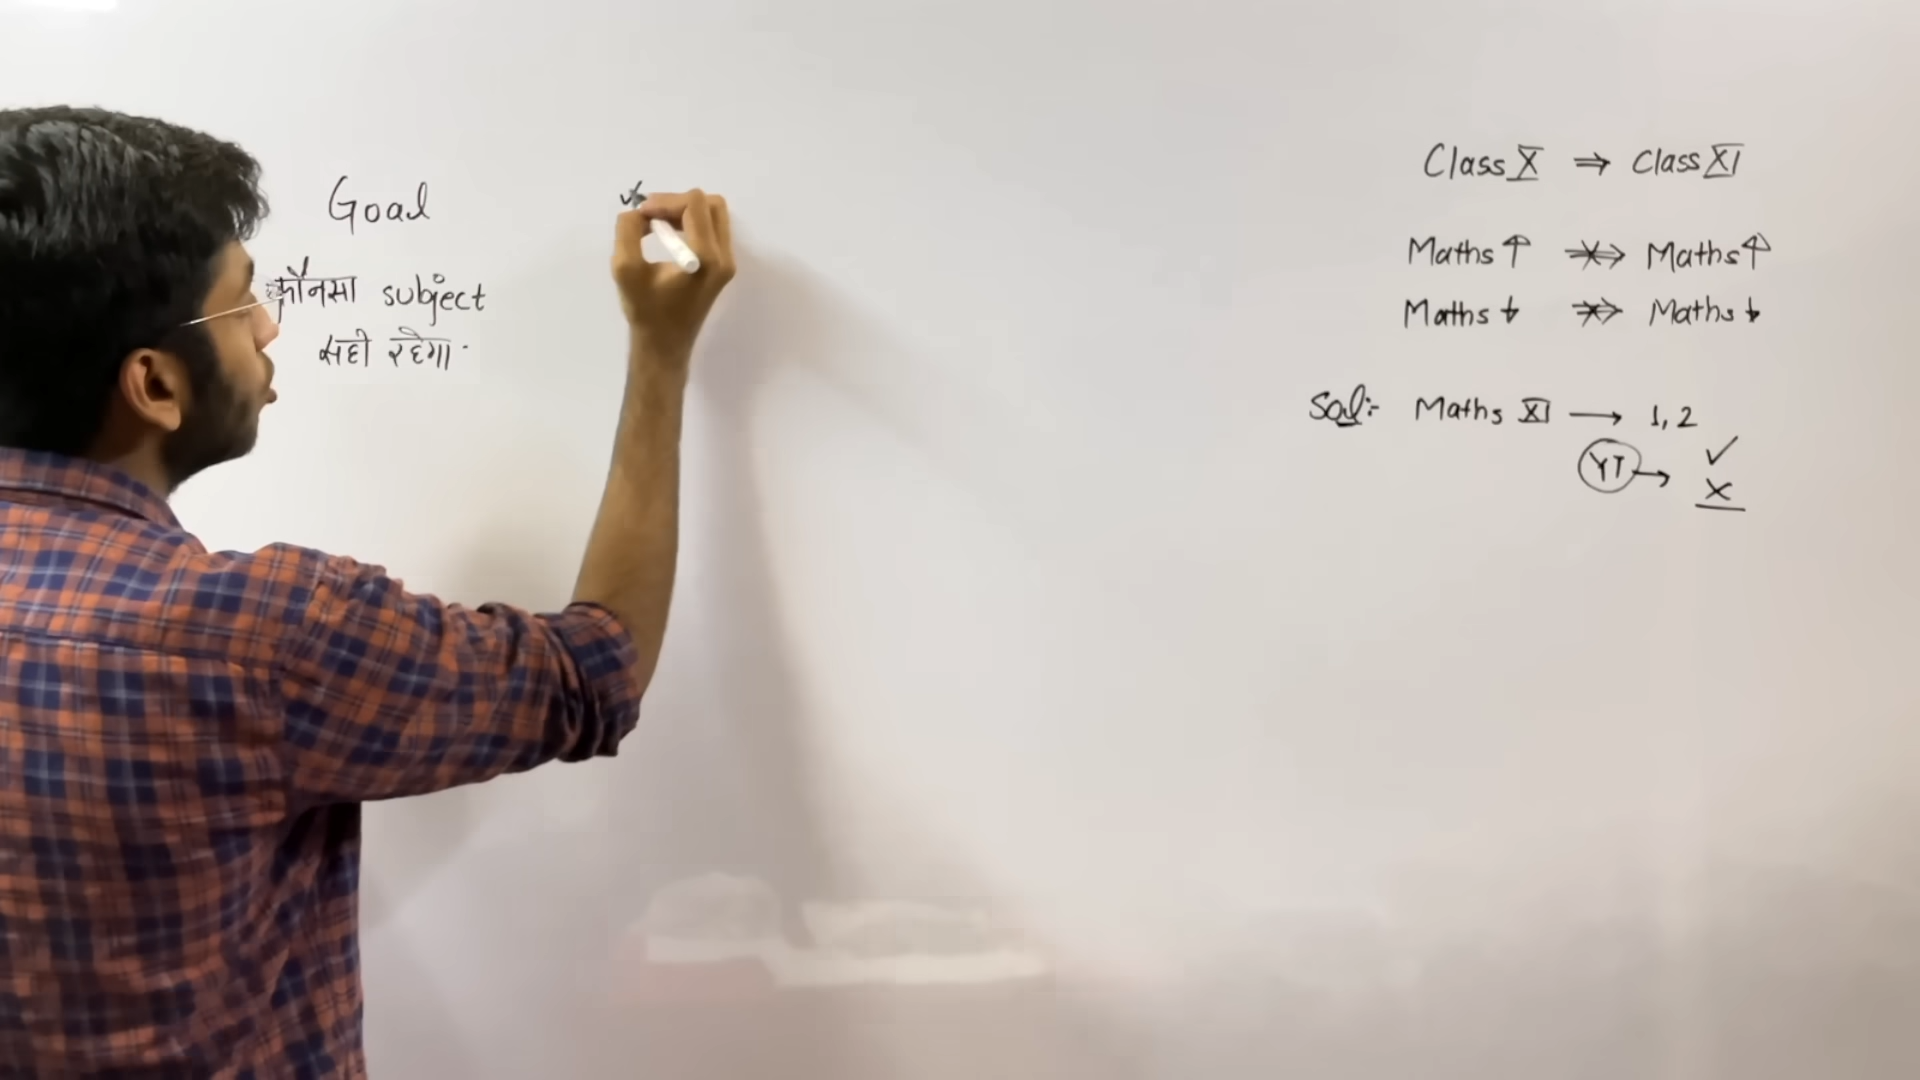 Goal
कौनसा subject
सही रहेगा.
Class X ⇒ Class XI
Maths ↑ ⇏ Maths ↑
Maths ↓ ⇏ Maths ↓
Sol:- Maths XI → 1, 2
✓
YT → ×